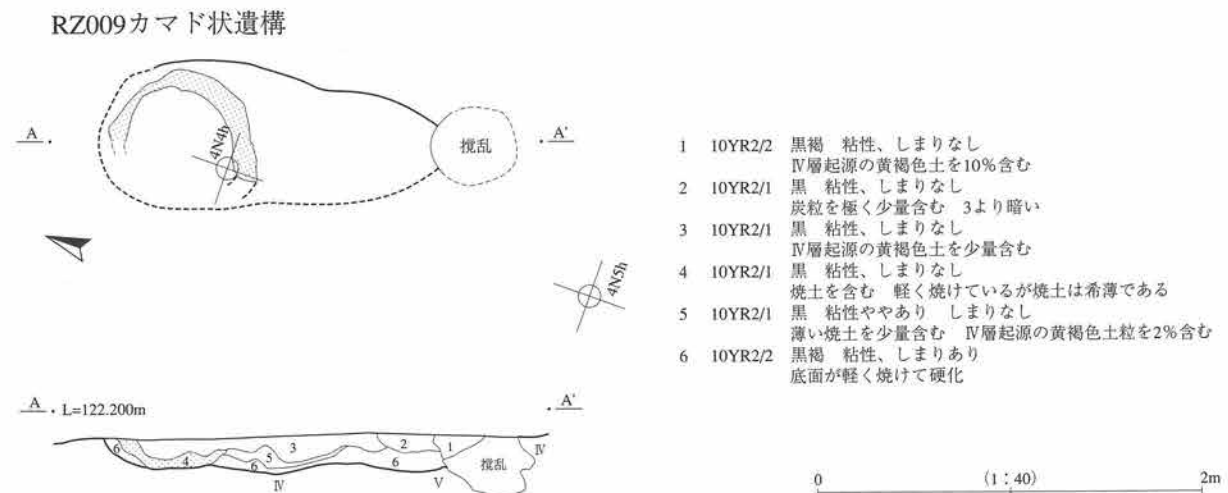 RZ009カマド状遺構
A
A'
4N4h
撹乱
4N5h
1 10YR2/2 黒褐 粘性、しまりなし
Ⅳ層起源の黄褐色土を10%含む
2 10YR2/1 黒 粘性、しまりなし
炭粒を極く少量含む 3より暗い
3 10YR2/1 黒 粘性、しまりなし
Ⅳ層起源の黄褐色土を少量含む
4 10YR2/1 黒 粘性、しまりなし
焼土を含む 軽く焼けているが焼土は希薄である
5 10YR2/1 黒 粘性ややあり しまりなし
薄い焼土を少量含む Ⅳ層起源の黄褐色土粒を2%含む
6 10YR2/2 黒褐 粘性、しまりあり
底面が軽く焼けて硬化
A L=122.200m
A'
6 4 5 3 6 2 6 1 撹乱 Ⅳ
Ⅳ Ⅴ
0 (1:40) 2m